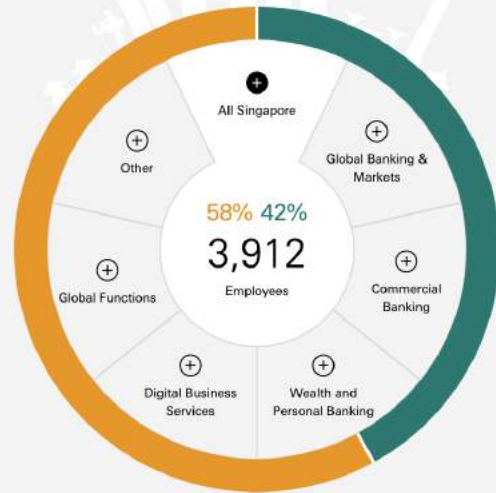 All Singapore
Global Banking &
Markets
Commercial
Banking
Wealth and
Personal Banking
Digital Business
Services
Global Functions
Other
58% 42%
3,912
Employees